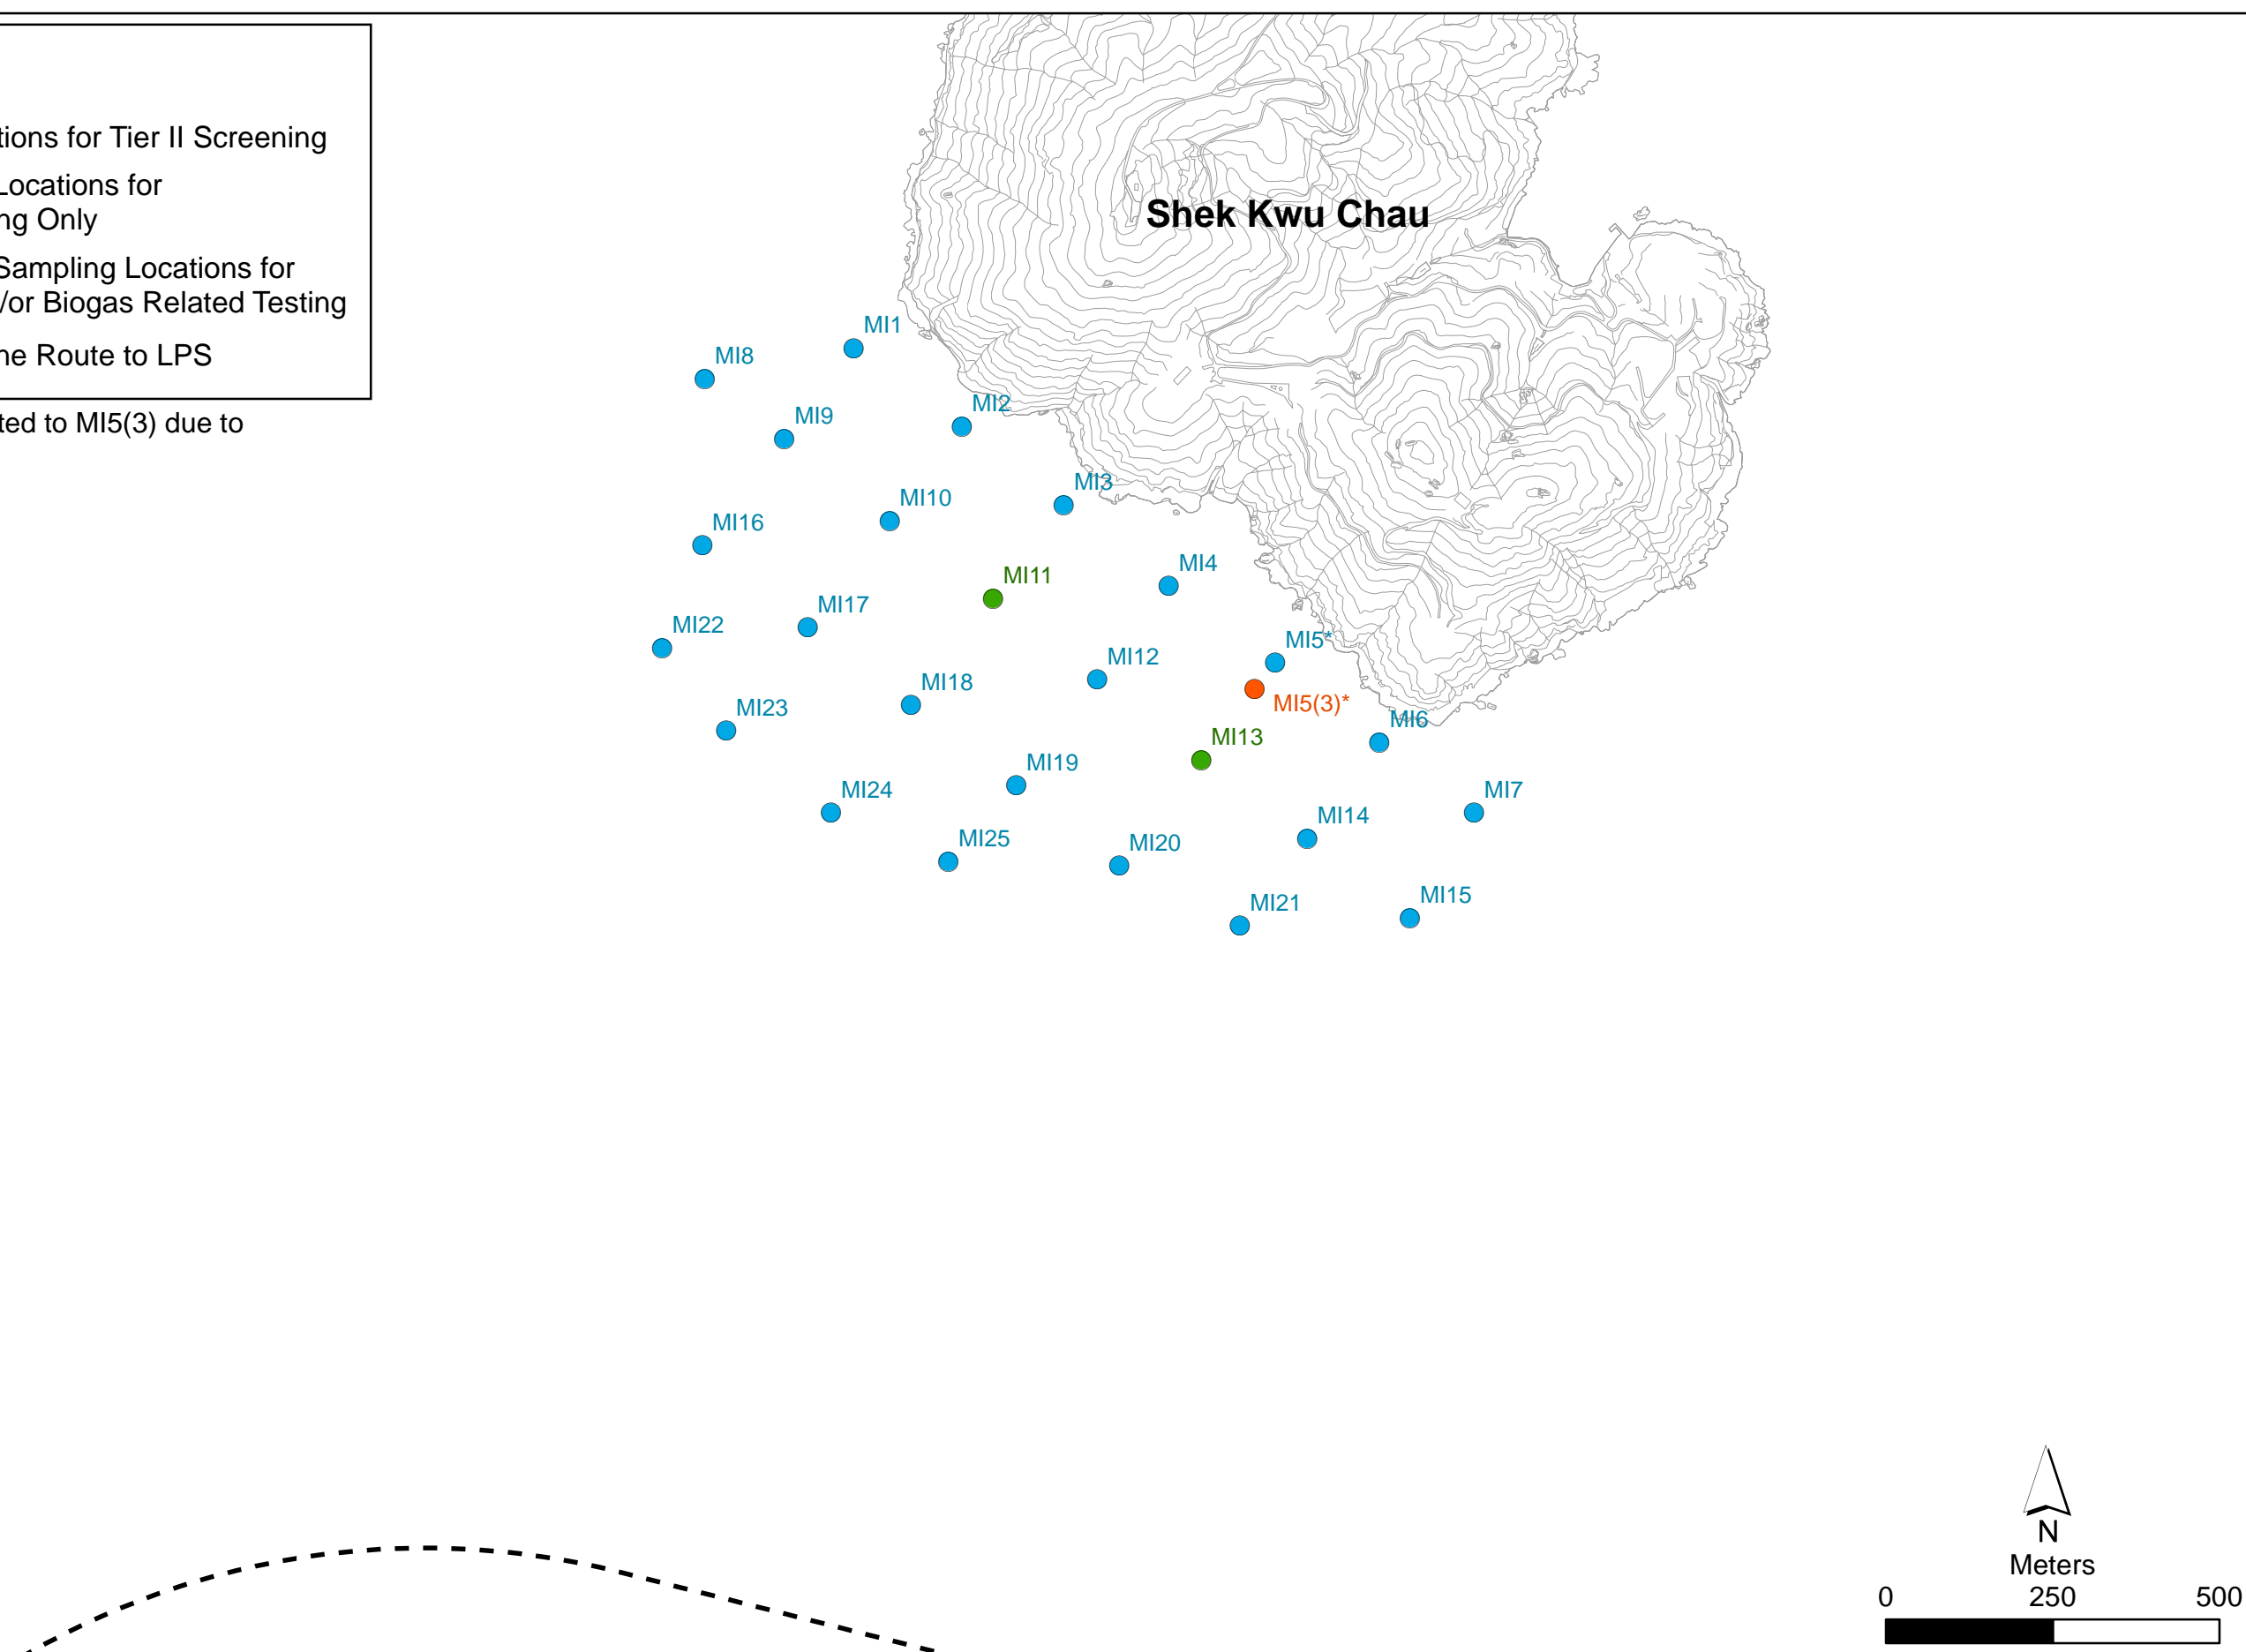 tions for Tier II Screening
Locations for
ng Only
Sampling Locations for
/or Biogas Related Testing
ne Route to LPS
ted to MI5(3) due to
Shek Kwu Chau
MI1
MI8
MI2
MI9
MI3
MI10
MI16
MI4
MI11
MI17
MI22
MI5*
MI12
MI18
MI5(3)*
MI23
MI6
MI13
MI19
MI24
MI7
MI14
MI25
MI20
MI15
MI21
N
Meters
0 250 500